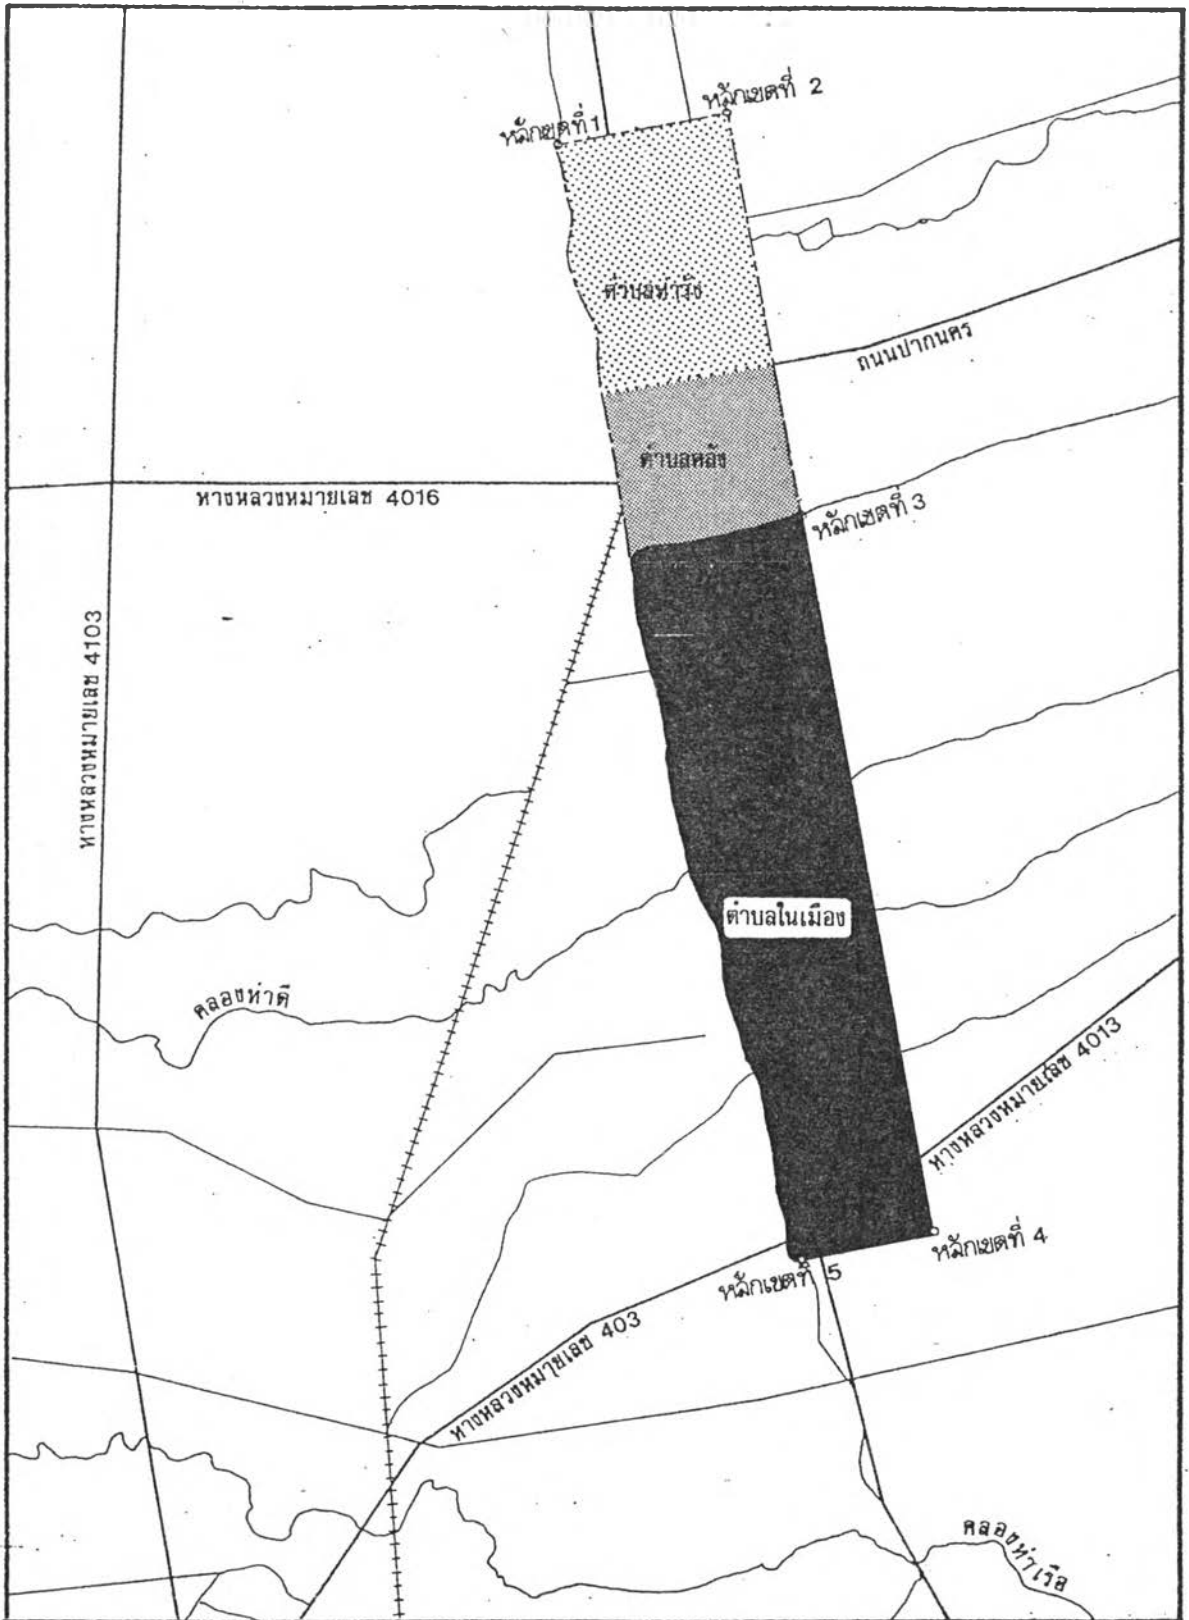 หลักเขตที่ 2
หลักเขตที่ 1
ตำบลท่าวัง
ถนนปากนคร
ตำบลคลัง
ทางหลวงหมายเลข 4016
หลักเขตที่ 3
ทางหลวงหมายเลข 4103
ตำบลในเมือง
คลองท่าดี
ทางหลวงหมายเลข 4013
หลักเขตที่ 4
หลักเขตที่ 5
ทางหลวงหมายเลข 403
คลองท่าเรือ